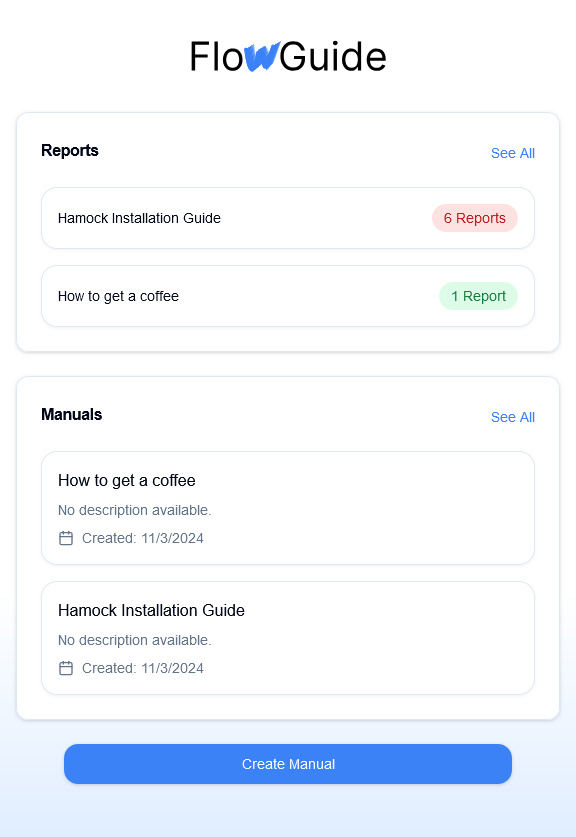 FlowGuide
Reports
See All
Hamock Installation Guide
6 Reports
How to get a coffee
1 Report
Manuals
See All
How to get a coffee
No description available.
Created: 11/3/2024
Hamock Installation Guide
No description available.
Created: 11/3/2024
Create Manual